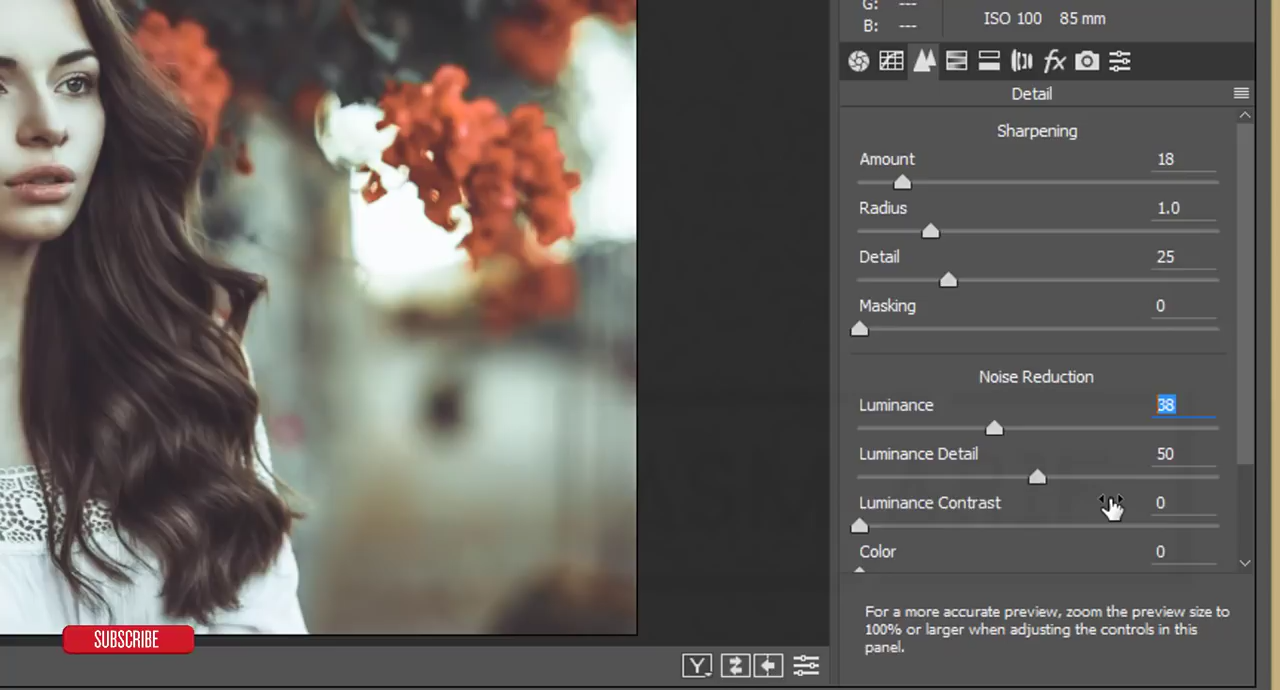 G: ---
B: ---
ISO 100 85 mm
fx
Detail
Sharpening
Amount 18
Radius 1.0
Detail 25
Masking 0
Noise Reduction
Luminance 38
Luminance Detail 50
Luminance Contrast 0
Color 0
For a more accurate preview, zoom the preview size to
100% or larger when adjusting the controls in this
panel.
SUBSCRIBE
Y